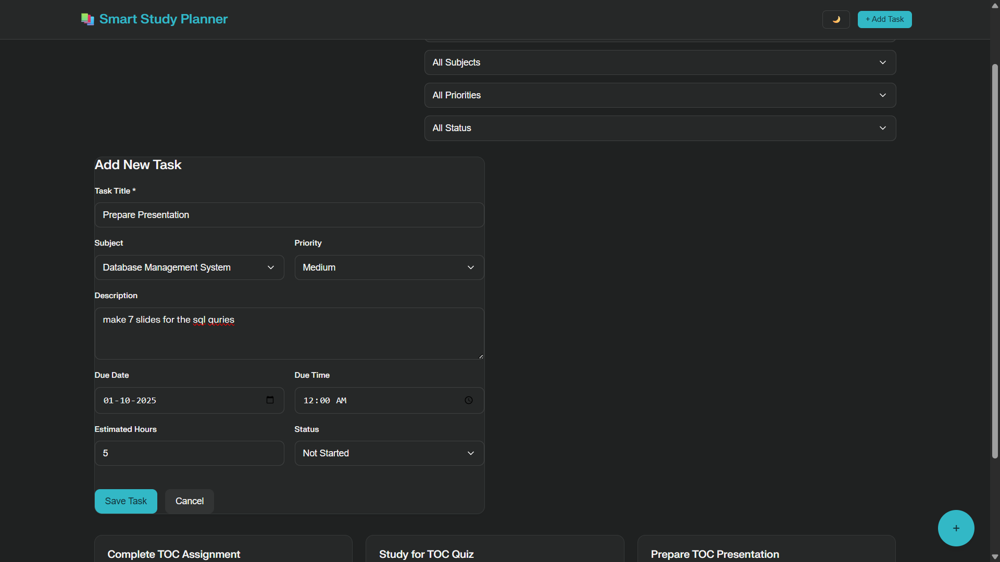 Smart Study Planner
+ Add Task
All Subjects
All Priorities
All Status
Add New Task
Task Title *
Prepare Presentation
Subject
Priority
Database Management System
Medium
Description
make 7 slides for the sql quries
Due Date
Due Time
01-10-2025
12:00 AM
Estimated Hours
Status
5
Not Started
Save Task
Cancel
+
Complete TOC Assignment
Study for TOC Quiz
Prepare TOC Presentation